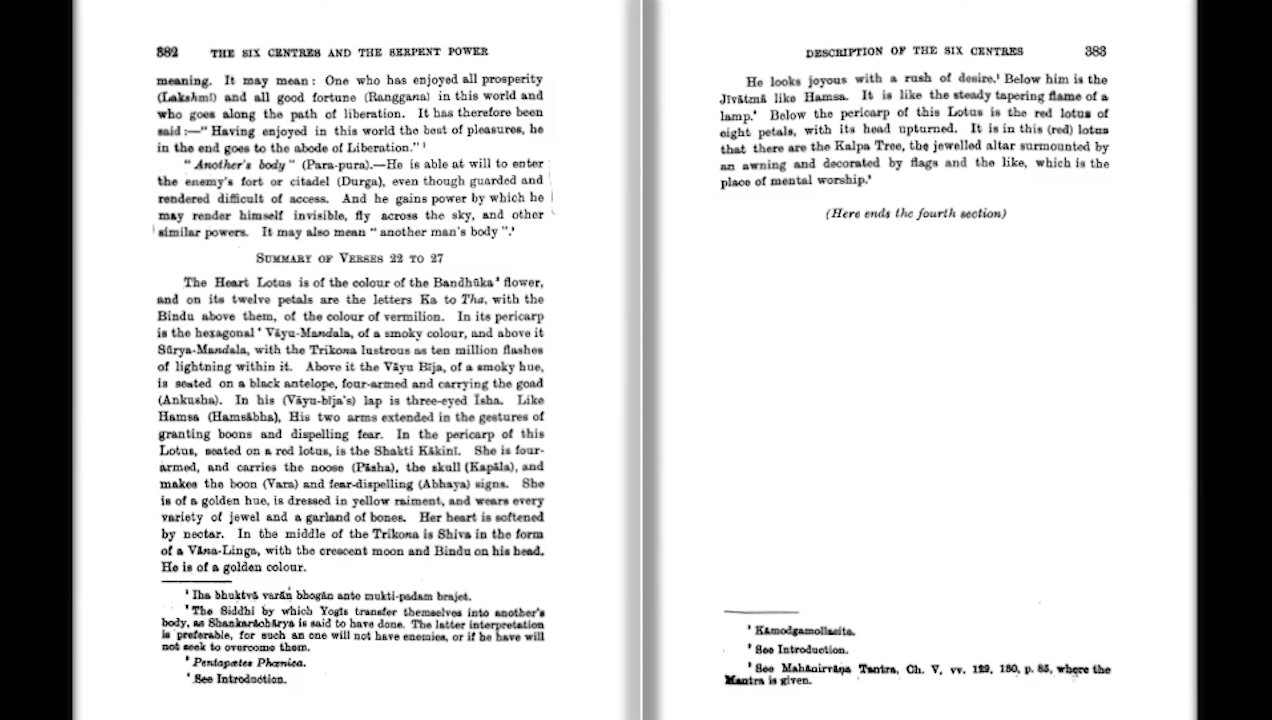 382 THE SIX CENTRES AND THE SERPENT POWER
meaning. It may mean: One who has enjoyed all prosperity
(Lakshmī) and all good fortune (Ranggana) in this world and
who goes along the path of liberation. It has therefore been
said:—“Having enjoyed in this world the best of pleasures, he
in the end goes to the abode of Liberation.” 1
“Another's body” (Para-pura).—He is able at will to enter
the enemy's fort or citadel (Durga), even though guarded and
rendered difficult of access. And he gains power by which he
may render himself invisible, fly across the sky, and other
similar powers. It may also mean “another man's body”.2
SUMMARY OF VERSES 22 TO 27
The Heart Lotus is of the colour of the Bandhūka 3 flower,
and on its twelve petals are the letters Ka to Tha, with the
Bindu above them, of the colour of vermilion. In its pericarp
is the hexagonal 4 Vāyu-Mandala, of a smoky colour, and above it
Sūrya-Mandala, with the Trikona lustrous as ten million flashes
of lightning within it. Above it the Vāyu Bīja, of a smoky hue,
is seated on a black antelope, four-armed and carrying the goad
(Ankusha). In his (Vāyu-bīja's) lap is three-eyed Īsha. Like
Hamsa (Hamsābha), His two arms extended in the gestures of
granting boons and dispelling fear. In the pericarp of this
Lotus, seated on a red lotus, is the Shakti Kākinī. She is four-
armed, and carries the noose (Pāsha), the skull (Kapāla), and
makes the boon (Vara) and fear-dispelling (Abhaya) signs. She
is of a golden hue, is dressed in yellow raiment, and wears every
variety of jewel and a garland of bones. Her heart is softened
by nectar. In the middle of the Trikona is Shiva in the form
of a Vāna-Linga, with the crescent moon and Bindu on his head.
He is of a golden colour.
1 Iha bhuktvā varān bhogān ante mukti-padam brajet.
2 The Siddhi by which Yogīs transfer themselves into another's
body, as Shankarāchārya is said to have done. The latter interpretation
is preferable, for such an one will not have enemies, or if he have will
not seek to overcome them.
3 Pentapœtes Phœnica.
4 See Introduction.
DESCRIPTION OF THE SIX CENTRES 383
He looks joyous with a rush of desire.1 Below him is the
Jīvātmā like Hamsa. It is like the steady tapering flame of a
lamp.2 Below the pericarp of this Lotus is the red lotus of
eight petals, with its head upturned. It is in this (red) lotus
that there are the Kalpa Tree, the jewelled altar surmounted by
an awning and decorated by flags and the like, which is the
place of mental worship.3
(Here ends the fourth section)
1 Kāmodgamollasita.
2 See Introduction.
3 See Mahānirvāṇa Tantra, Ch. V, vv. 129, 130, p. 85, where the
Mantra is given.